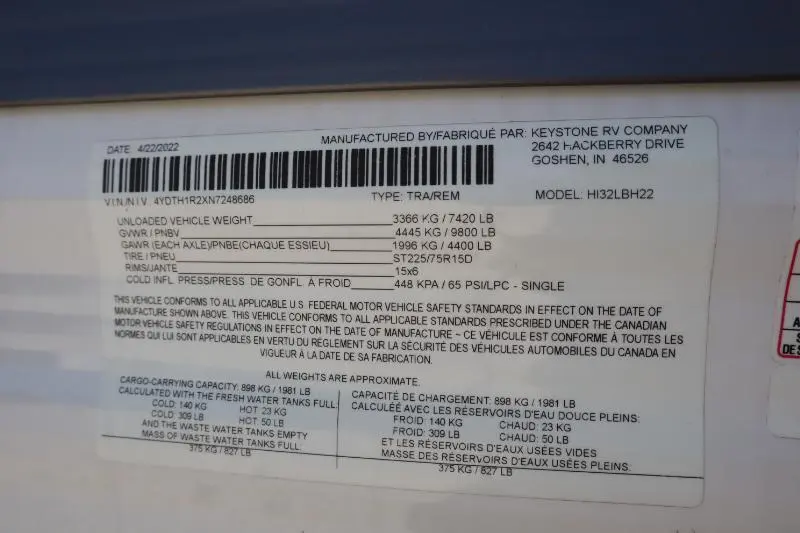 DATE: 4/22/2022
MANUFACTURED BY/FABRIQUÉ PAR: KEYSTONE RV COMPANY
2642 HACKBERRY DRIVE
GOSHEN, IN 46526
V.I.N./N.I.V. 4YDTH1R2XN7248686 TYPE: TRA/REM MODEL: HI32LBH22
UNLOADED VEHICLE WEIGHT 3366 KG / 7420 LB
GVWR / PNBV 4445 KG / 9800 LB
GAWR (EACH AXLE)/PNBE(CHAQUE ESSIEU) 1996 KG / 4400 LB
TIRE / PNEU ST225/75R15D
RIMS/JANTE 15x6
COLD INFL. PRESS/PRESS. DE GONFL. À FROID 448 KPA / 65 PSI/LPC - SINGLE
THIS VEHICLE CONFORMS TO ALL APPLICABLE U.S. FEDERAL MOTOR VEHICLE SAFETY STANDARDS IN EFFECT ON THE DATE OF
MANUFACTURE SHOWN ABOVE. THIS VEHICLE CONFORMS TO ALL APPLICABLE STANDARDS PRESCRIBED UNDER THE CANADIAN
MOTOR VEHICLE SAFETY REGULATIONS IN EFFECT ON THE DATE OF MANUFACTURE ~ CE VÉHICULE EST CONFORME À TOUTES LES
NORMES QUI LUI SONT APPLICABLES EN VERTU DU RÈGLEMENT SUR LA SÉCURITÉ DES VÉHICULES AUTOMOBILES DU CANADA EN
VIGUEUR À LA DATE DE SA FABRICATION.
ALL WEIGHTS ARE APPROXIMATE.
CARGO-CARRYING CAPACITY: 898 KG / 1981 LB
CALCULATED WITH THE FRESH WATER TANKS FULL:
COLD: 140 KG HOT: 23 KG
COLD: 309 LB HOT: 50 LB
AND THE WASTE WATER TANKS EMPTY
MASS OF WASTE WATER TANKS FULL:
375 KG / 827 LB
CAPACITÉ DE CHARGEMENT: 898 KG / 1981 LB
CALCULÉE AVEC LES RÉSERVOIRS D'EAU DOUCE PLEINS:
FROID: 140 KG CHAUD: 23 KG
FROID: 309 LB CHAUD: 50 LB
ET LES RÉSERVOIRS D'EAUX USÉES VIDES
MASSE DES RÉSERVOIRS D'EAUX USÉES PLEINS:
375 KG / 827 LB